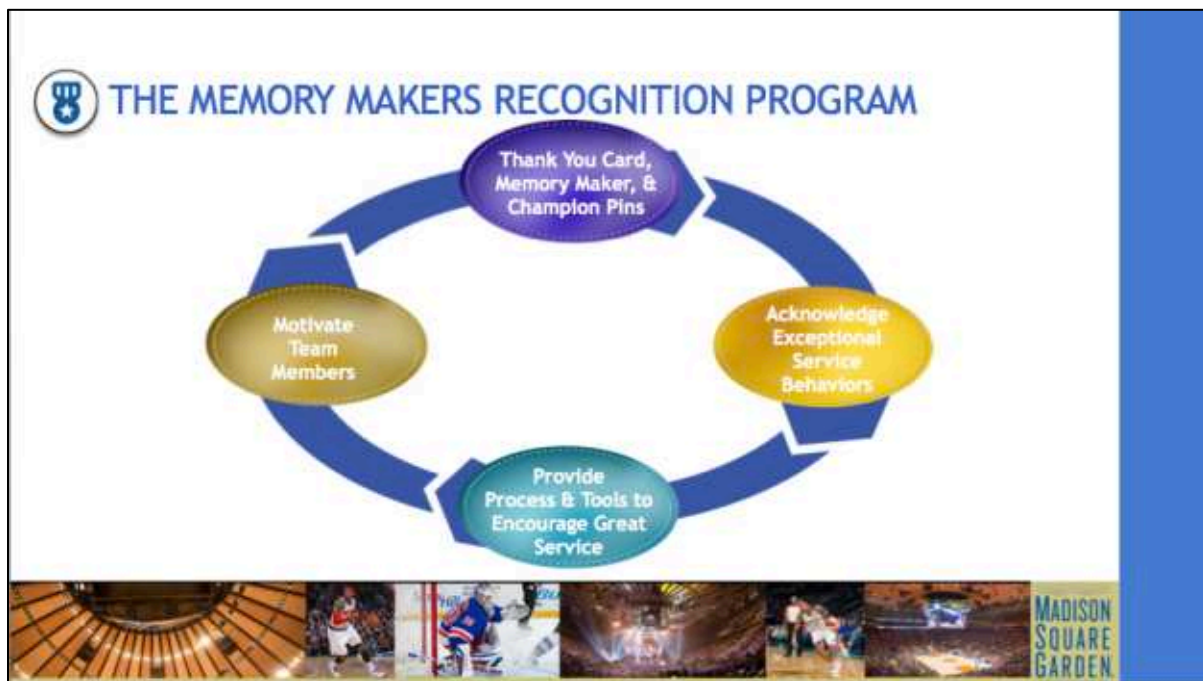 THE MEMORY MAKERS RECOGNITION PROGRAM
Thank You Card,
Memory Maker, &
Champion Pins
Acknowledge
Exceptional
Service
Behaviors
Provide
Process & Tools to
Encourage Great
Service
Motivate
Team
Members
MADISON
SQUARE
GARDEN